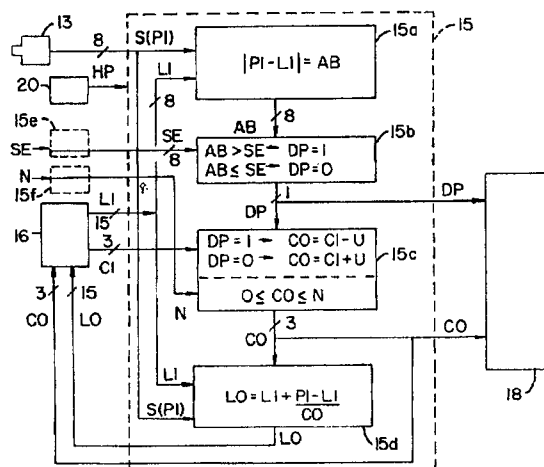 13
8
S(PI)
HP
20
15e
SE
N
15f
16
LI
15
3
CI
3
15
CO
LO
15
15a
|PI-LI|=AB
LI
8
8
AB
SE
8
15b
AB>SE DP=1
AB≤SE DP=0
1
DP
DP
DP=1 CO=CI-U
DP=0 CO=CI+U
15c
O≤CO≤N
N
3
CO
CO
LI
S(PI)
LO=LI+PI-LI/CO
15d
LO
18